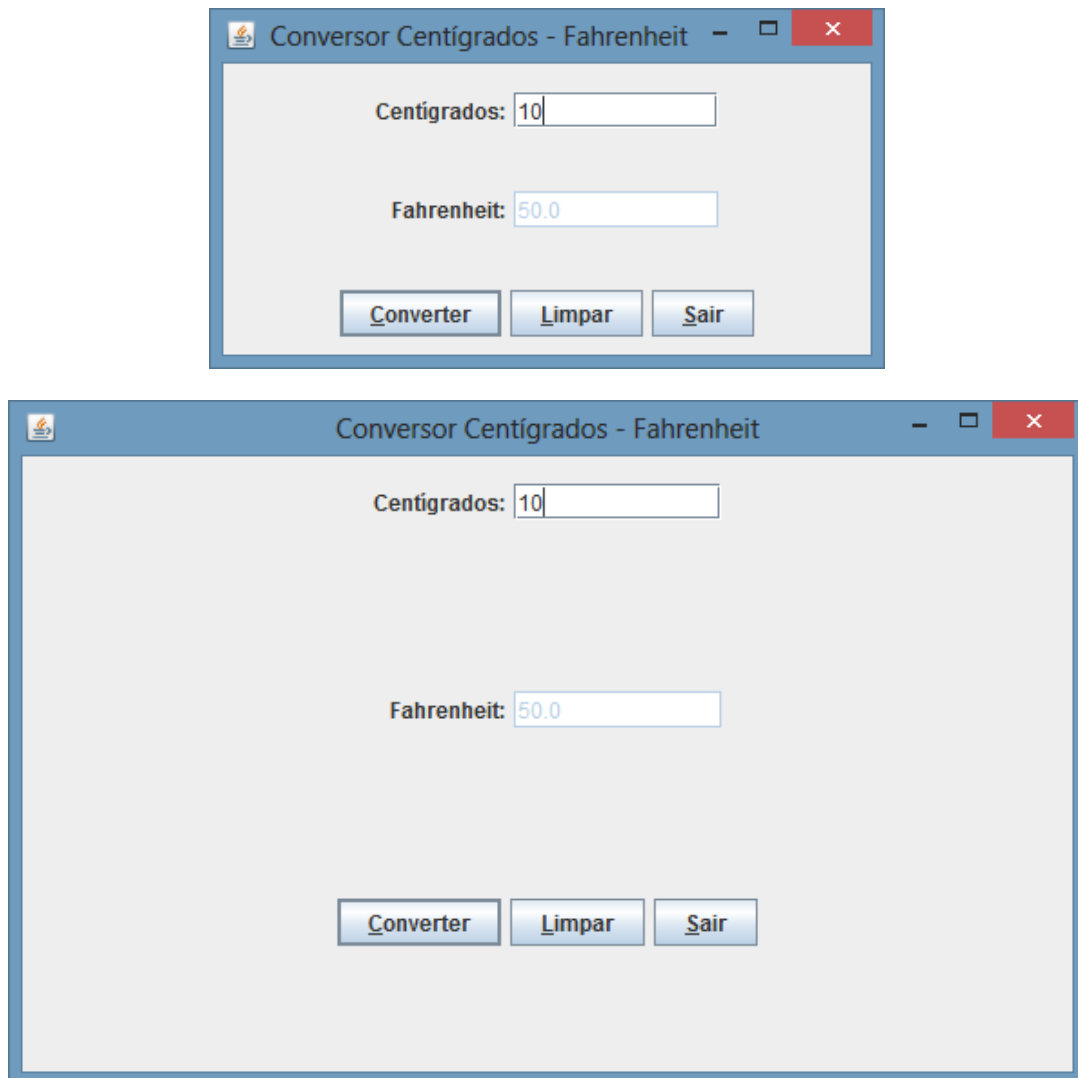 Conversor Centígrados - Fahrenheit
Centígrados: 10
Fahrenheit: 50.0
Converter Limpar Sair
Conversor Centígrados - Fahrenheit
Centígrados: 10
Fahrenheit: 50.0
Converter Limpar Sair